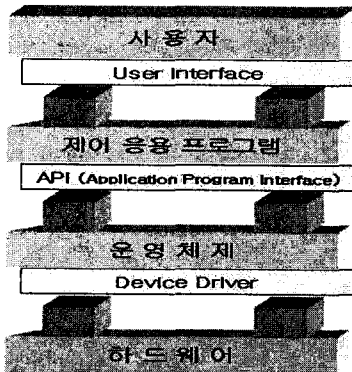 사용자
User Interface
제어 응용 프로그램
API (Application Program Interface)
운영체제
Device Driver
하드웨어